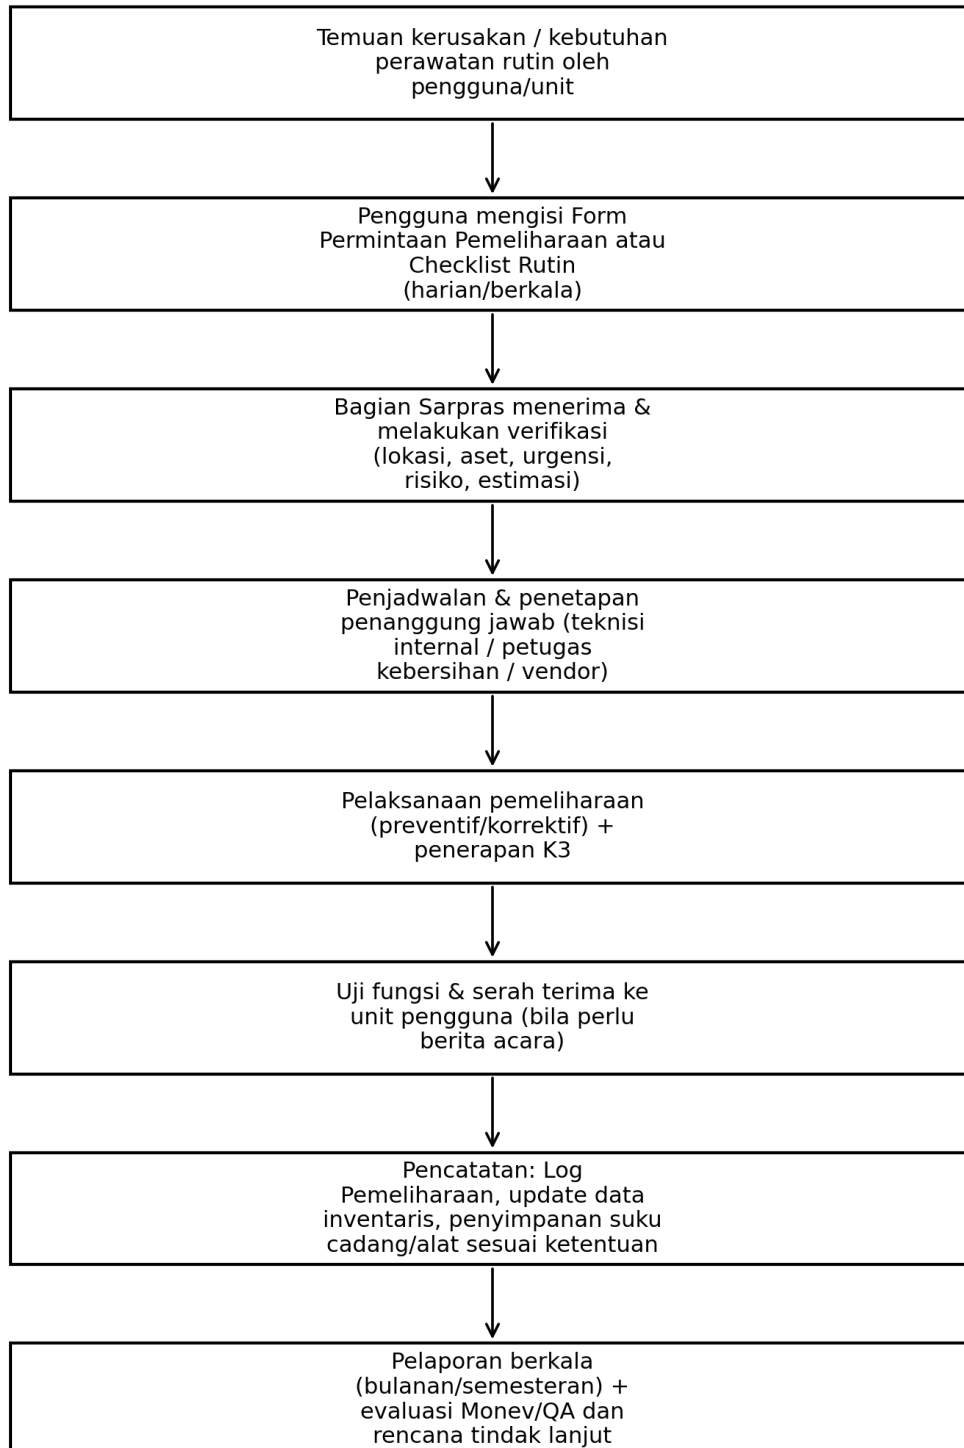 Temuan kerusakan / kebutuhan
perawatan rutin oleh
pengguna/unit
Pengguna mengisi Form
Permintaan Pemeliharaan atau
Checklist Rutin
(harian/berkala)
Bagian Sarpras menerima &
melakukan verifikasi
(lokasi, aset, urgensi,
risiko, estimasi)
Penjadwalan & penetapan
penanggung jawab (teknisi
internal / petugas
kebersihan / vendor)
Pelaksanaan pemeliharaan
(preventif/korrektif) +
penerapan K3
Uji fungsi & serah terima ke
unit pengguna (bila perlu
berita acara)
Pencatatan: Log
Pemeliharaan, update data
inventaris, penyimpanan suku
cadang/alat sesuai ketentuan
Pelaporan berkala
(bulanan/semesteran) +
evaluasi Monev/QA dan
rencana tindak lanjut